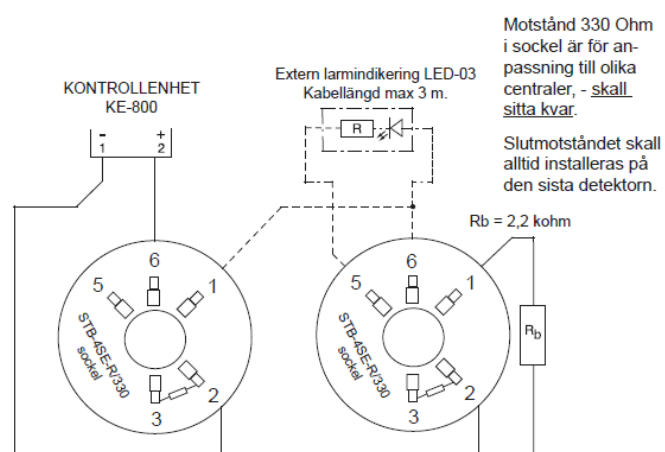 Motstånd 330 Ohm
i sockel är för an-
passning till olika
centraler, - skall
sitta kvar.
Slutmotståndet skall
alltid installeras på
den sista detektorn.
Extern larmindikering LED-03
Kabellängd max 3 m.
KONTROLLENHET
KE-800
- +
1 2
R
Rb = 2,2 kohm
6
5 1
STB-4SE-R/330
sockel
2
3
6
5 1
STB-4SE-R/330
sockel
2
3
Rb